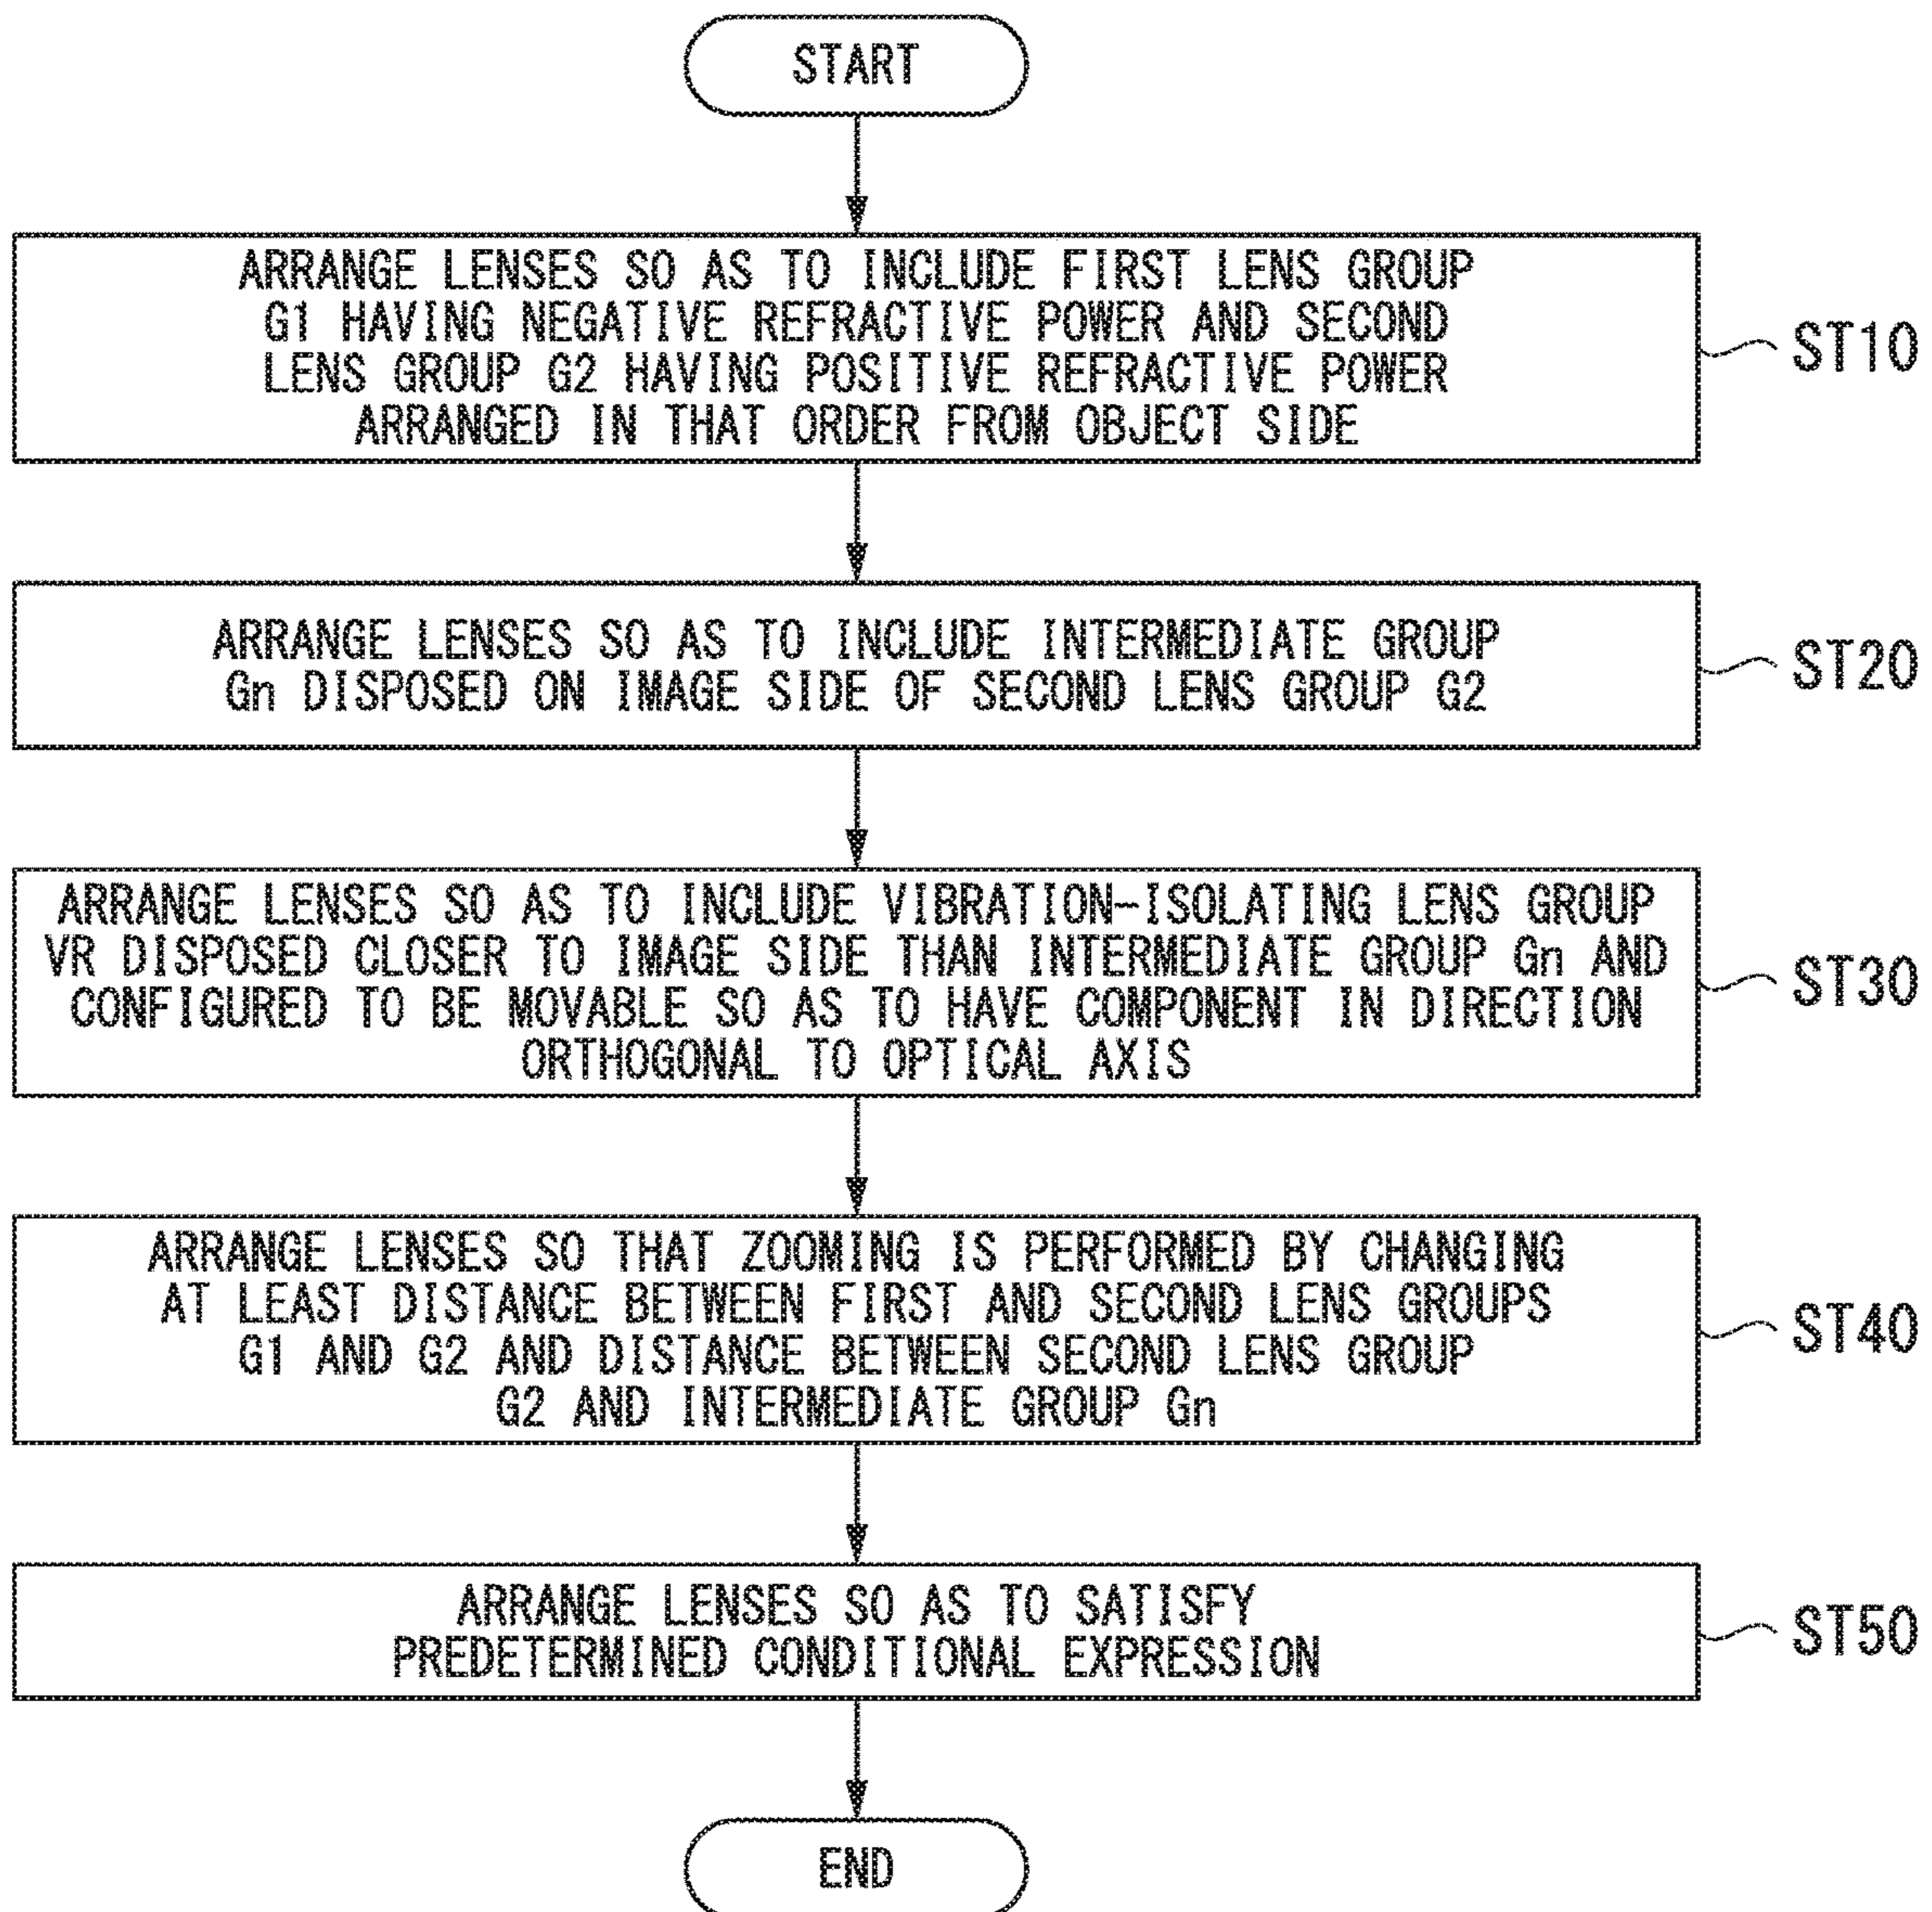 START
ARRANGE LENSES SO AS TO INCLUDE FIRST LENS GROUP
G1 HAVING NEGATIVE REFRACTIVE POWER AND SECOND
LENS GROUP G2 HAVING POSITIVE REFRACTIVE POWER
ARRANGED IN THAT ORDER FROM OBJECT SIDE
ST10
ARRANGE LENSES SO AS TO INCLUDE INTERMEDIATE GROUP
Gn DISPOSED ON IMAGE SIDE OF SECOND LENS GROUP G2
ST20
ARRANGE LENSES SO AS TO INCLUDE VIBRATION-ISOLATING LENS GROUP
VR DISPOSED CLOSER TO IMAGE SIDE THAN INTERMEDIATE GROUP Gn AND
CONFIGURED TO BE MOVABLE SO AS TO HAVE COMPONENT IN DIRECTION
ORTHOGONAL TO OPTICAL AXIS
ST30
ARRANGE LENSES SO THAT ZOOMING IS PERFORMED BY CHANGING
AT LEAST DISTANCE BETWEEN FIRST AND SECOND LENS GROUPS
G1 AND G2 AND DISTANCE BETWEEN SECOND LENS GROUP
G2 AND INTERMEDIATE GROUP Gn
ST40
ARRANGE LENSES SO AS TO SATISFY
PREDETERMINED CONDITIONAL EXPRESSION
ST50
END